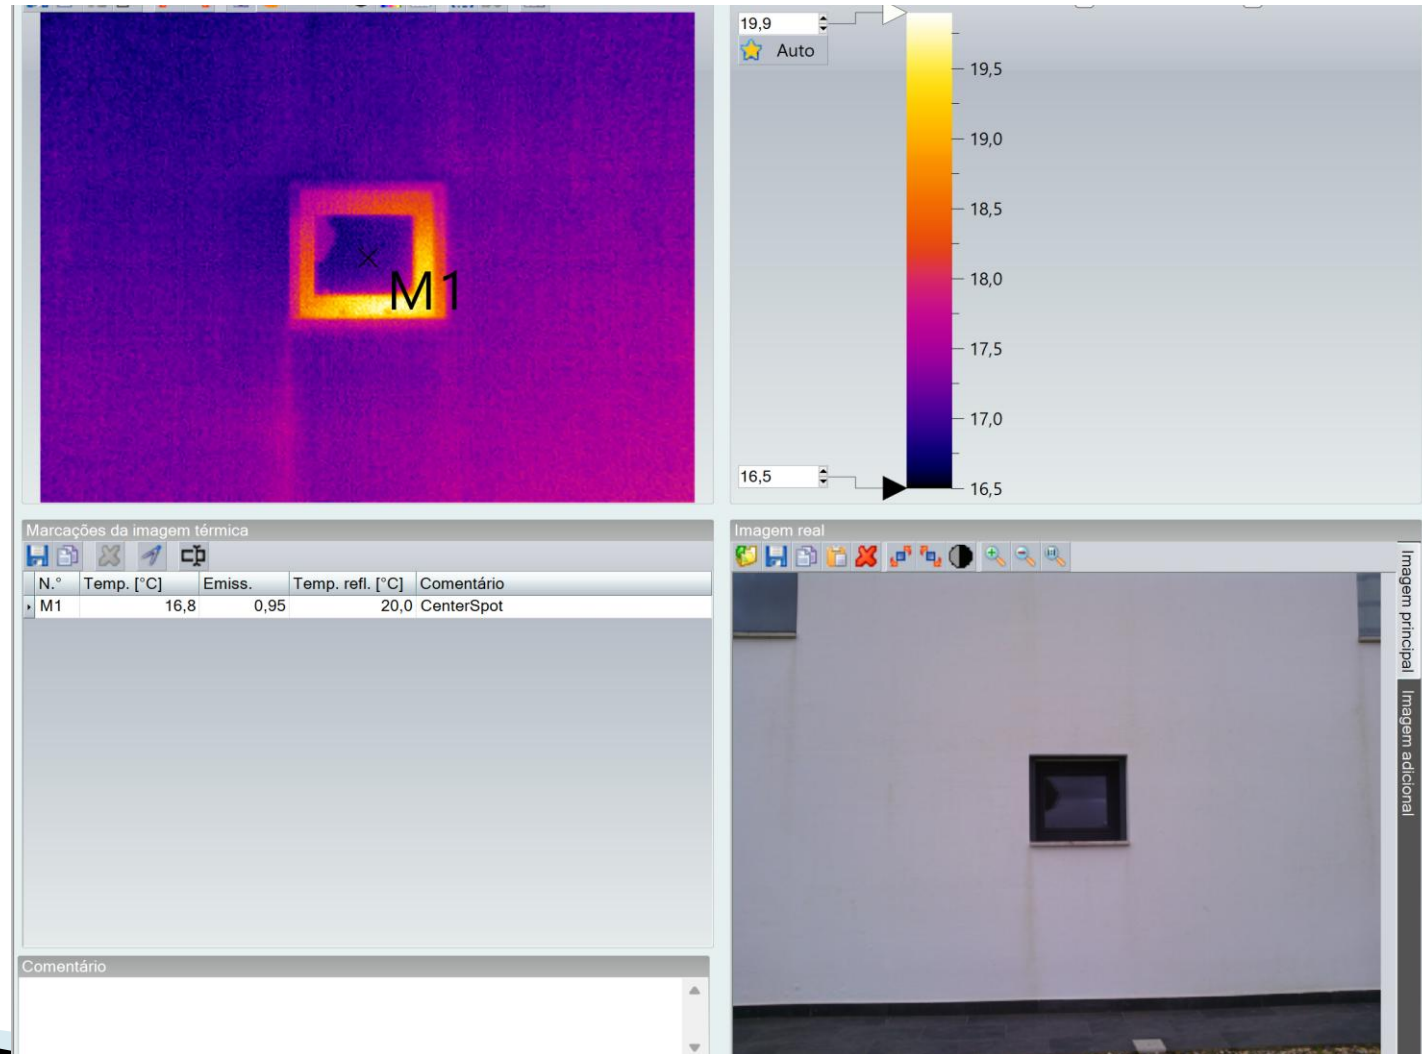 19,9
Auto
19,5
19,0
18,5
18,0
17,5
17,0
16,5
16,5
M1
Marcações da imagem térmica
N.° Temp. [°C] Emiss. Temp. refl. [°C] Comentário
M1 16,8 0,95 20,0 CenterSpot
Comentário
Imagem real
Imagem principal
Imagem adicional